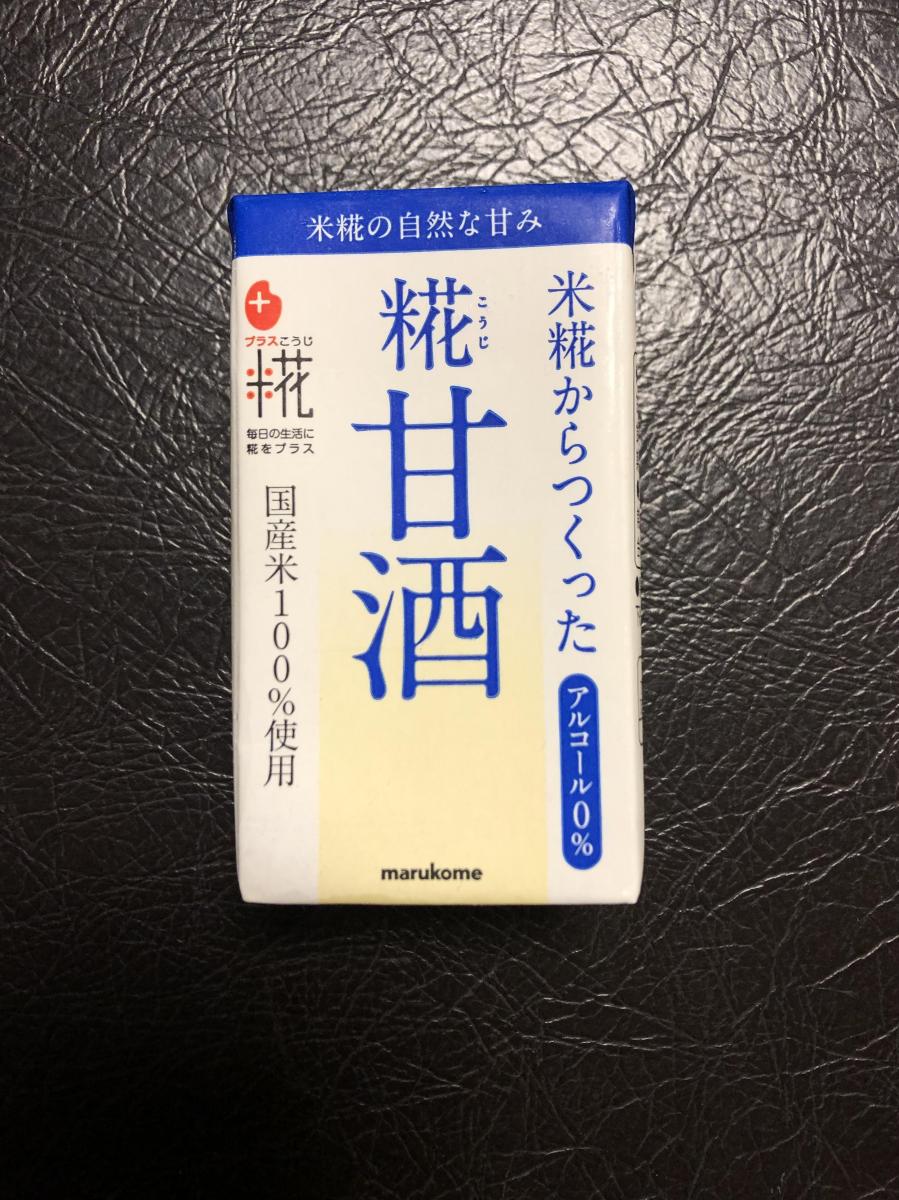 米糀の自然な甘み
米糀からつくった
アルコール0%
こうじ
糀
甘酒
プラスこうじ
糀
毎日の生活に
糀をプラス
国産米100%使用
marukome